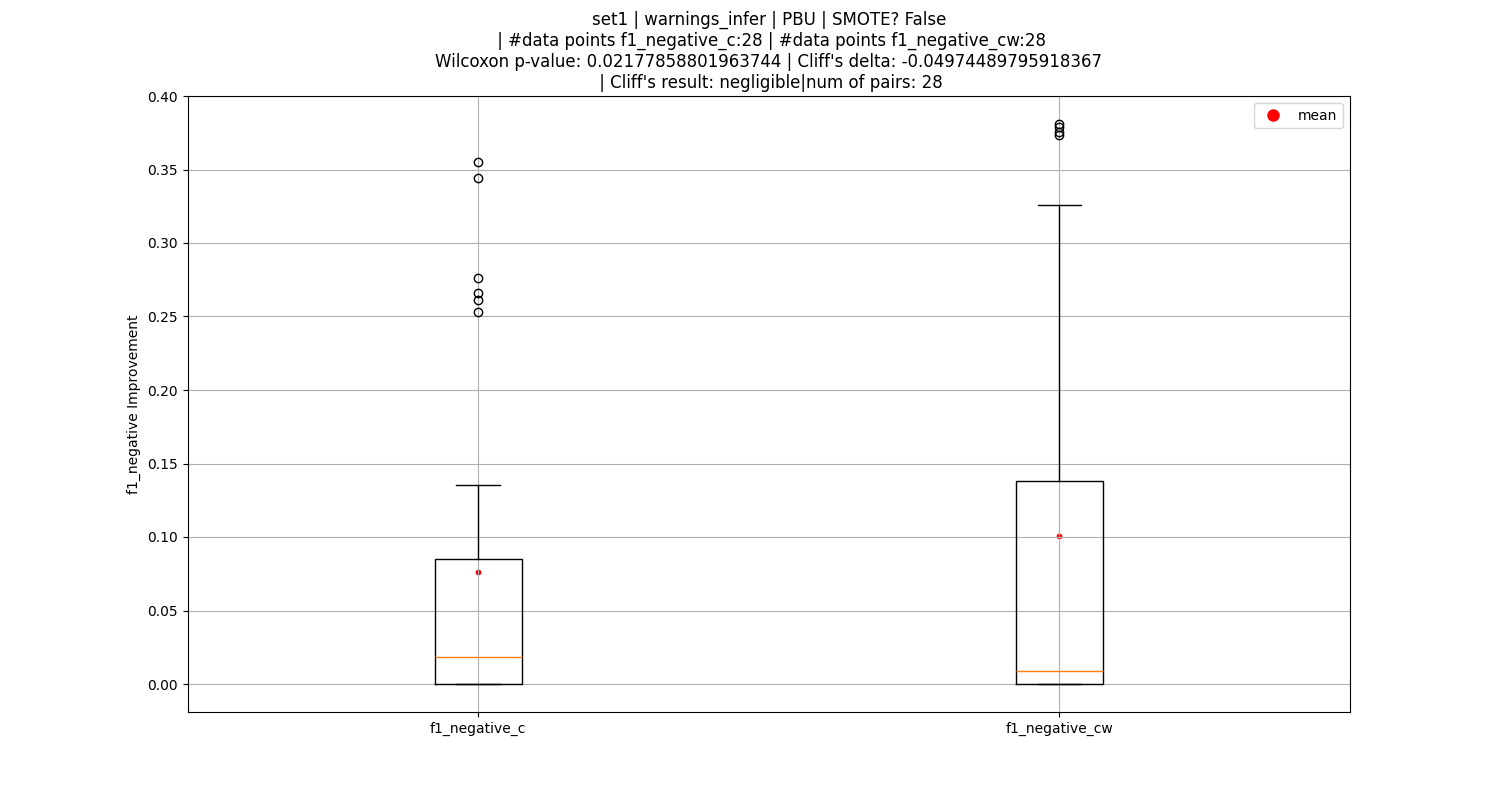 set1 | warnings_infer | PBU | SMOTE? False
| #data points f1_negative_c:28 | #data points f1_negative_cw:28
Wilcoxon p-value: 0.02177858801963744 | Cliff's delta: -0.04974489795918367
| Cliff's result: negligible|num of pairs: 28
mean
0.40
0.35
0.30
0.25
0.20
0.15
0.10
0.05
0.00
f1_negative Improvement
f1_negative_c
f1_negative_cw